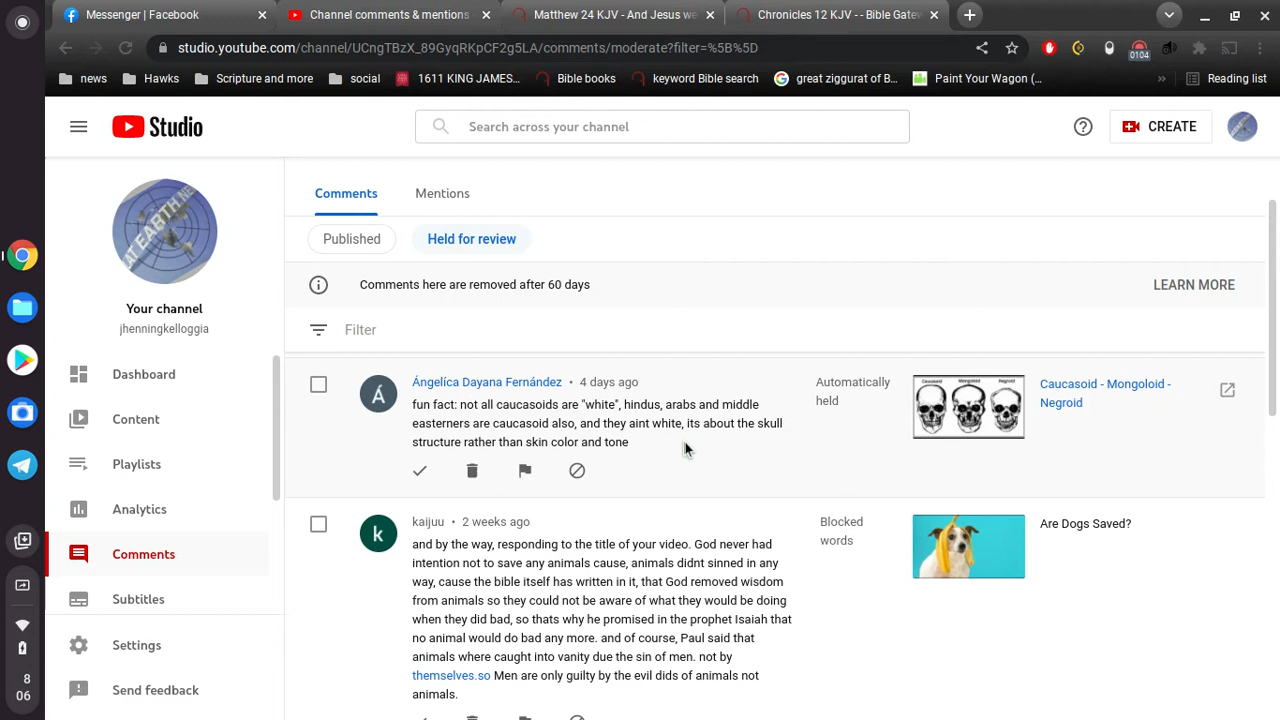 Messenger | Facebook
Channel comments & mentions
Matthew 24 KJV - And Jesus we
Chronicles 12 KJV - - Bible Gatew
studio.youtube.com/channel/UCngTBzX_89GyqRKpCF2g5LA/comments/moderate?filter=%5B%5D
0104
news
Hawks
Scripture and more
social
1611 KING JAMES...
Bible books
keyword Bible search
great ziggurat of B...
Paint Your Wagon (...
»
Reading list
Studio
Search across your channel
CREATE
AT EARTH.NE
Your channel
jhenningkelloggia
Dashboard
Content
Playlists
Analytics
Comments
Subtitles
Settings
Send feedback
Comments
Mentions
Published
Held for review
Comments here are removed after 60 days
LEARN MORE
Filter
Á
Ángelíca Dayana Fernández • 4 days ago
fun fact: not all caucasoids are "white", hindus, arabs and middle
easterners are caucasoid also, and they aint white, its about the skull
structure rather than skin color and tone
Automatically
held
Caucasoid
Mongoloid
Negroid
Caucasoid - Mongoloid -
Negroid
k
kaijuu • 2 weeks ago
and by the way, responding to the title of your video. God never had
intention not to save any animals cause, animals didnt sinned in any
way, cause the bible itself has written in it, that God removed wisdom
from animals so they could not be aware of what they would be doing
when they did bad, so thats why he promised in the prophet Isaiah that
no animal would do bad any more. and of course, Paul said that
animals where caught into vanity due the sin of men. not by
themselves.so Men are only guilty by the evil dids of animals not
animals.
Blocked
words
Are Dogs Saved?
8
06